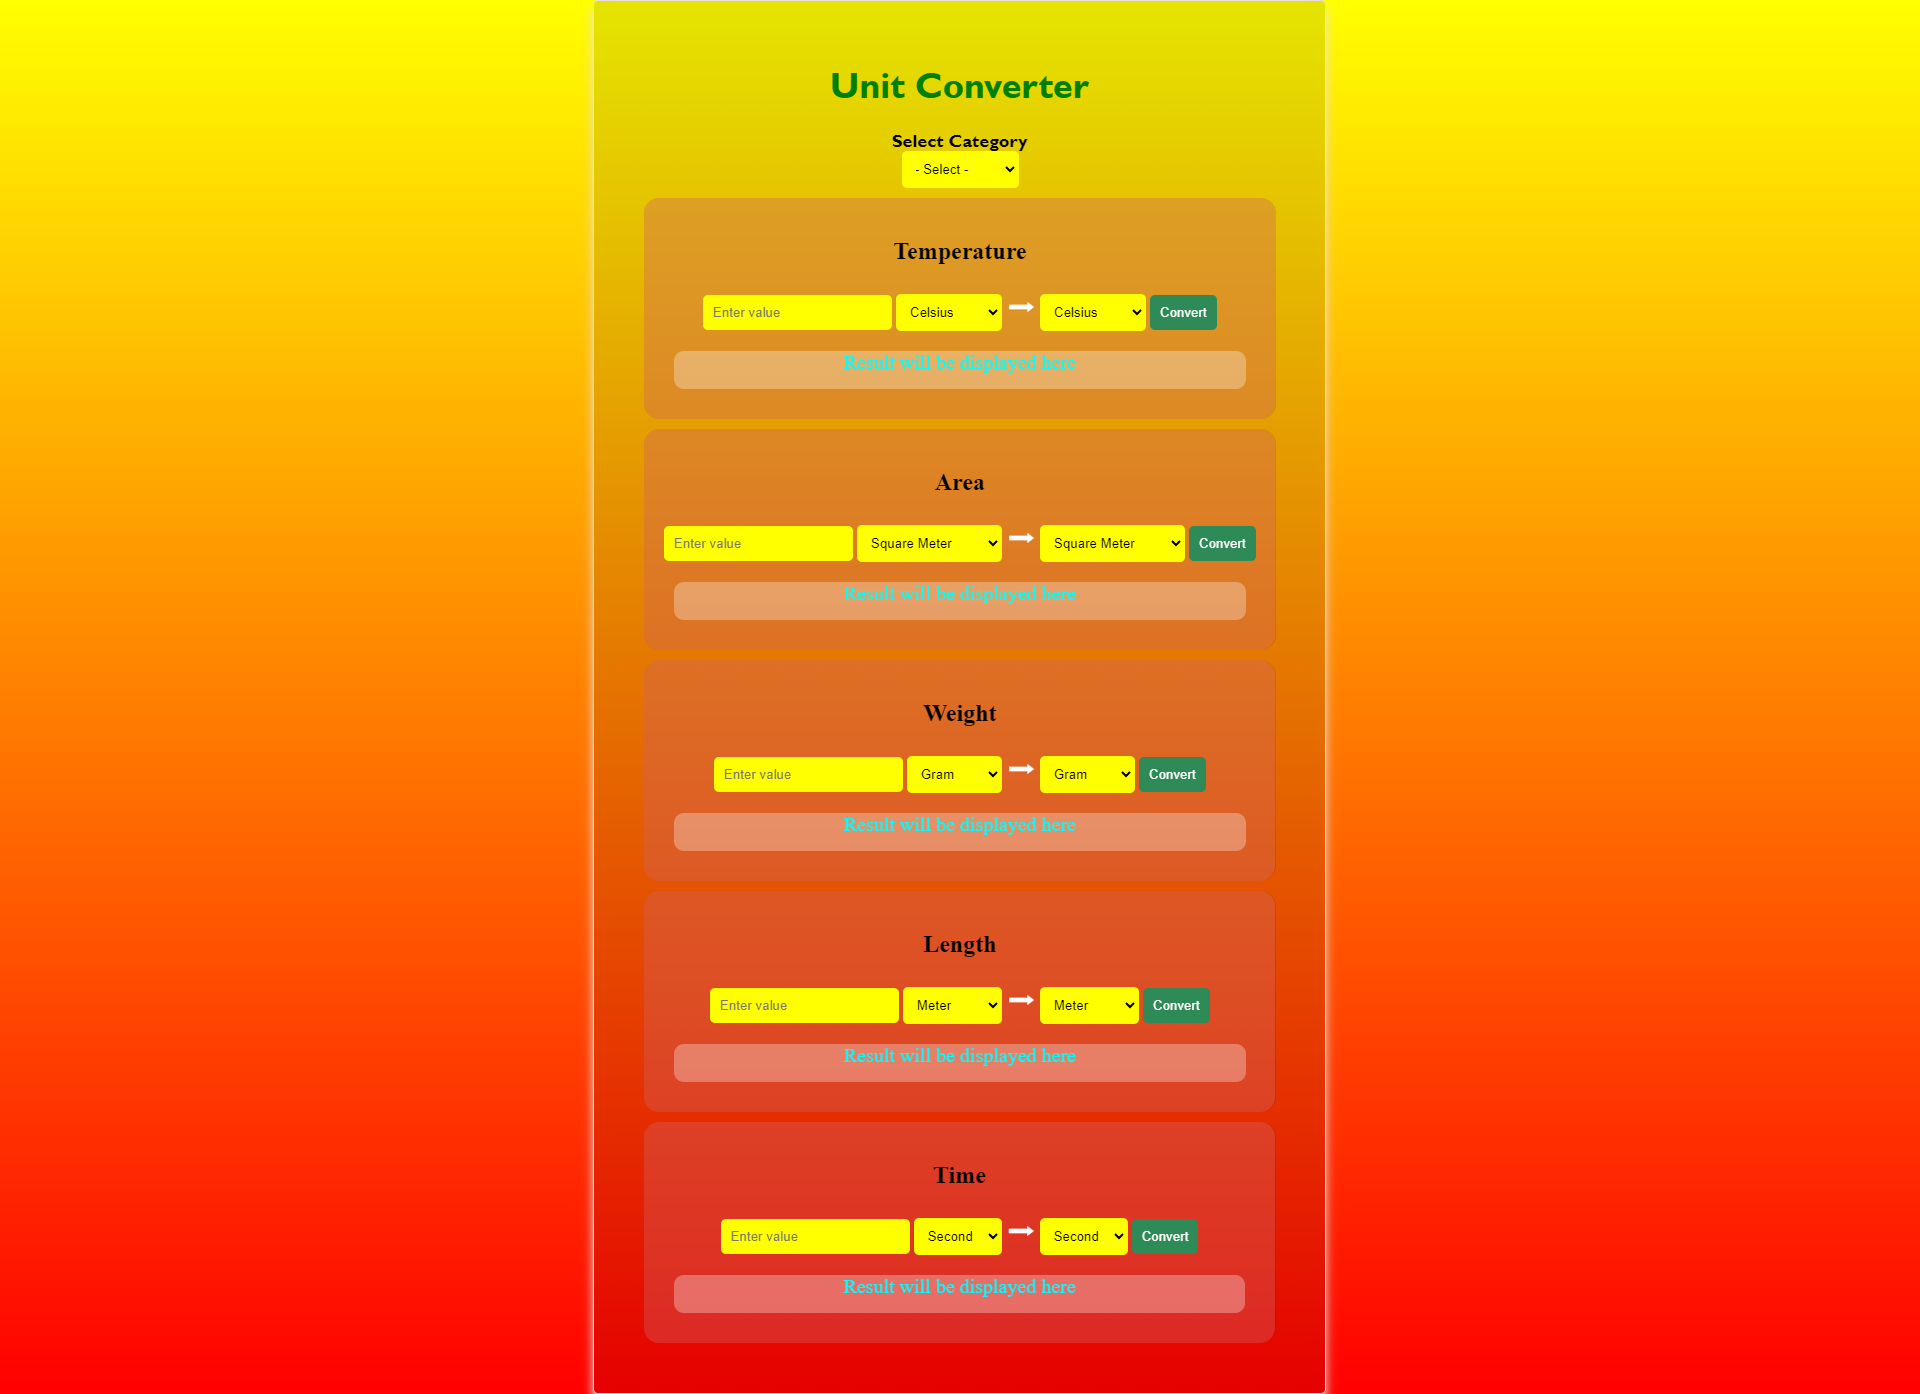 Unit Converter
Select Category
- Select -
Temperature
Enter value Celsius Celsius Convert
Result will be displayed here
Area
Enter value Square Meter Square Meter Convert
Result will be displayed here
Weight
Enter value Gram Gram Convert
Result will be displayed here
Length
Enter value Meter Meter Convert
Result will be displayed here
Time
Enter value Second Second Convert
Result will be displayed here